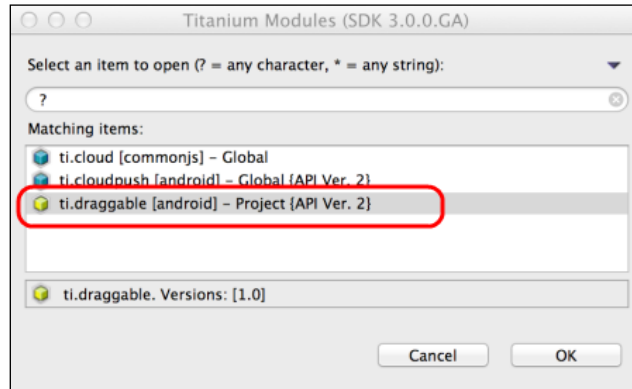 Titanium Modules (SDK 3.0.0.GA)
Select an item to open (? = any character, * = any string):
?
Matching items:
ti.cloud [commonjs] – Global
ti.cloudpush [android] – Global {API Ver. 2}
ti.draggable [android] – Project {API Ver. 2}
ti.draggable. Versions: [1.0]
Cancel OK